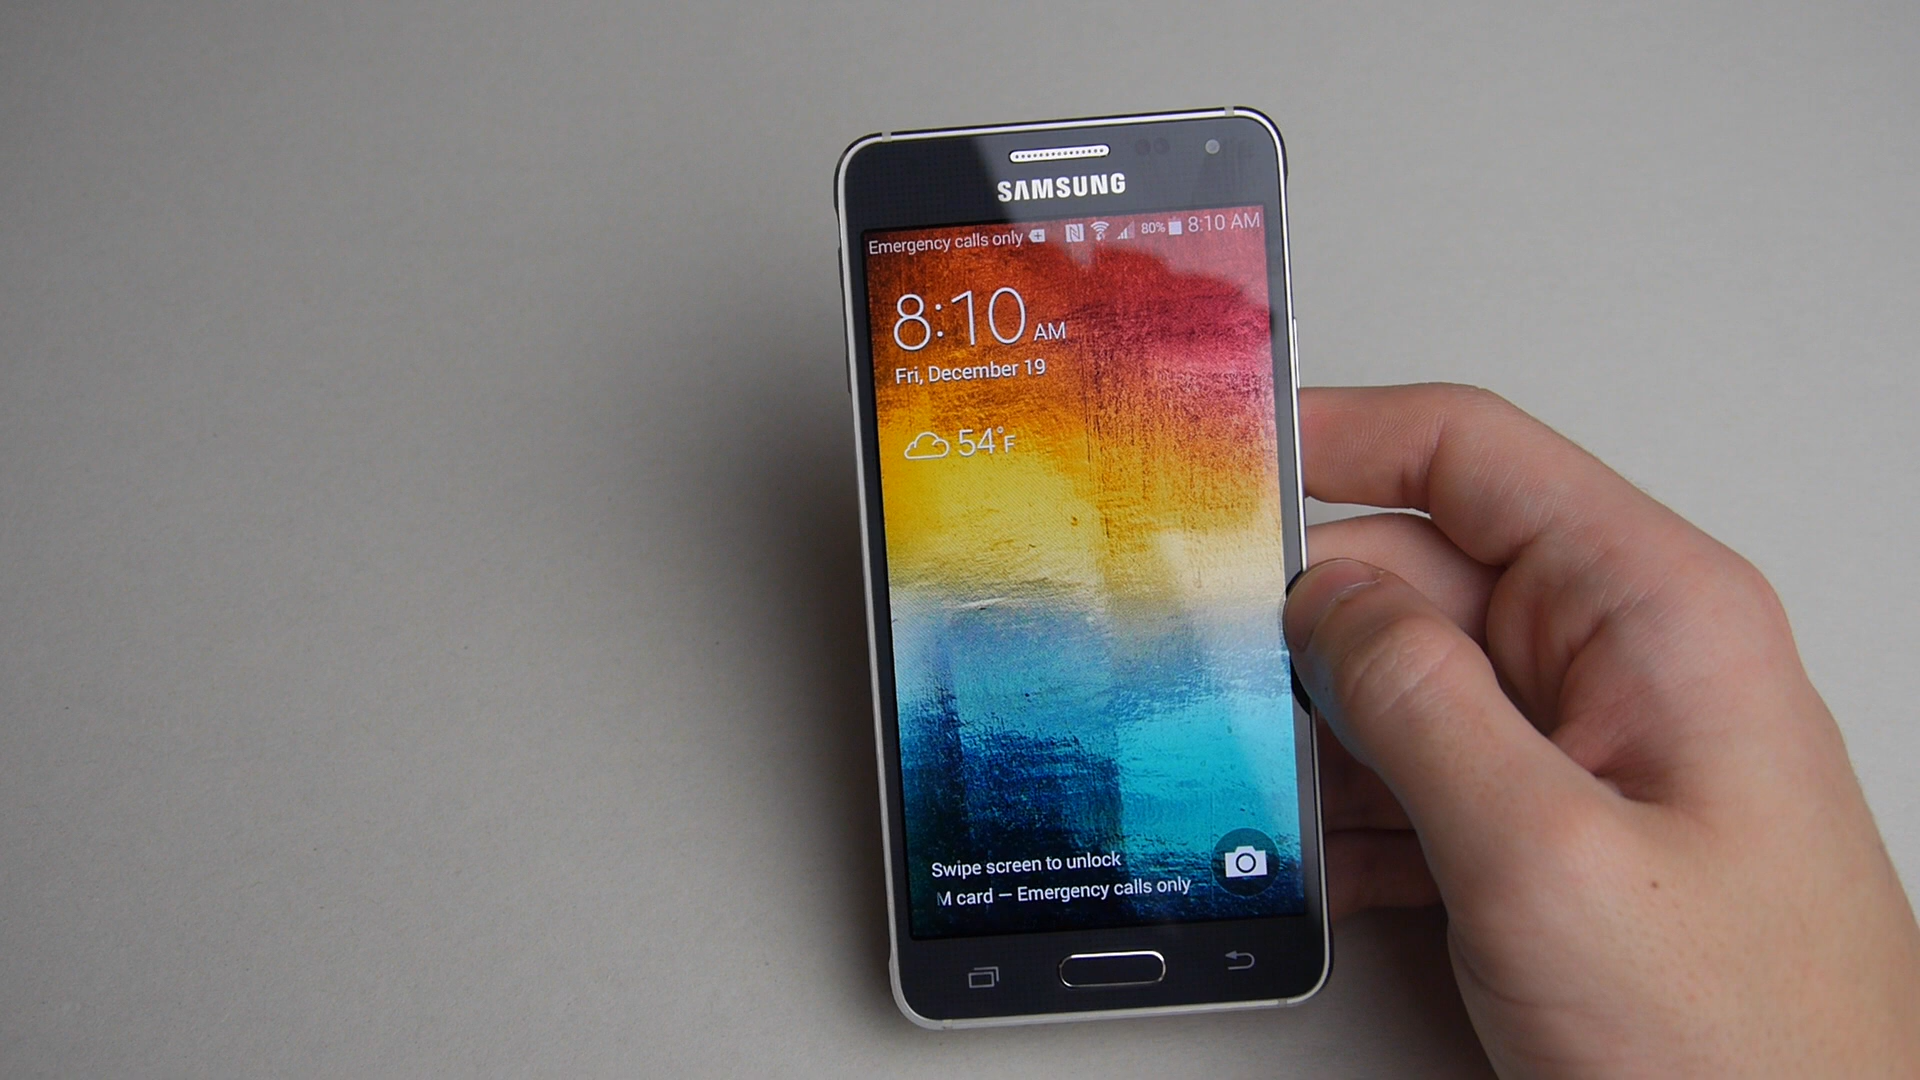 SAMSUNG
Emergency calls only 80% 8:10 AM
8:10 AM
Fri, December 19
54°F
Swipe screen to unlock
M card — Emergency calls only